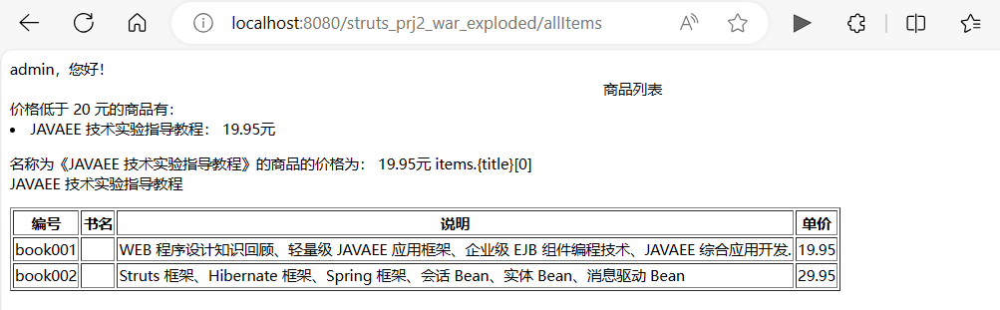 localhost:8080/struts_prj2_war_exploded/allItems
admin，您好！
商品列表
价格低于 20 元的商品有：
• JAVAEE 技术实验指导教程： 19.95元
名称为《JAVAEE 技术实验指导教程》的商品的价格为： 19.95元 items.{title}[0]
JAVAEE 技术实验指导教程
编号 书名 说明 单价
book001 WEB 程序设计知识回顾、轻量级 JAVAEE 应用框架、企业级 EJB 组件编程技术、JAVAEE 综合应用开发. 19.95
book002 Struts 框架、Hibernate 框架、Spring 框架、会话 Bean、实体 Bean、消息驱动 Bean 29.95